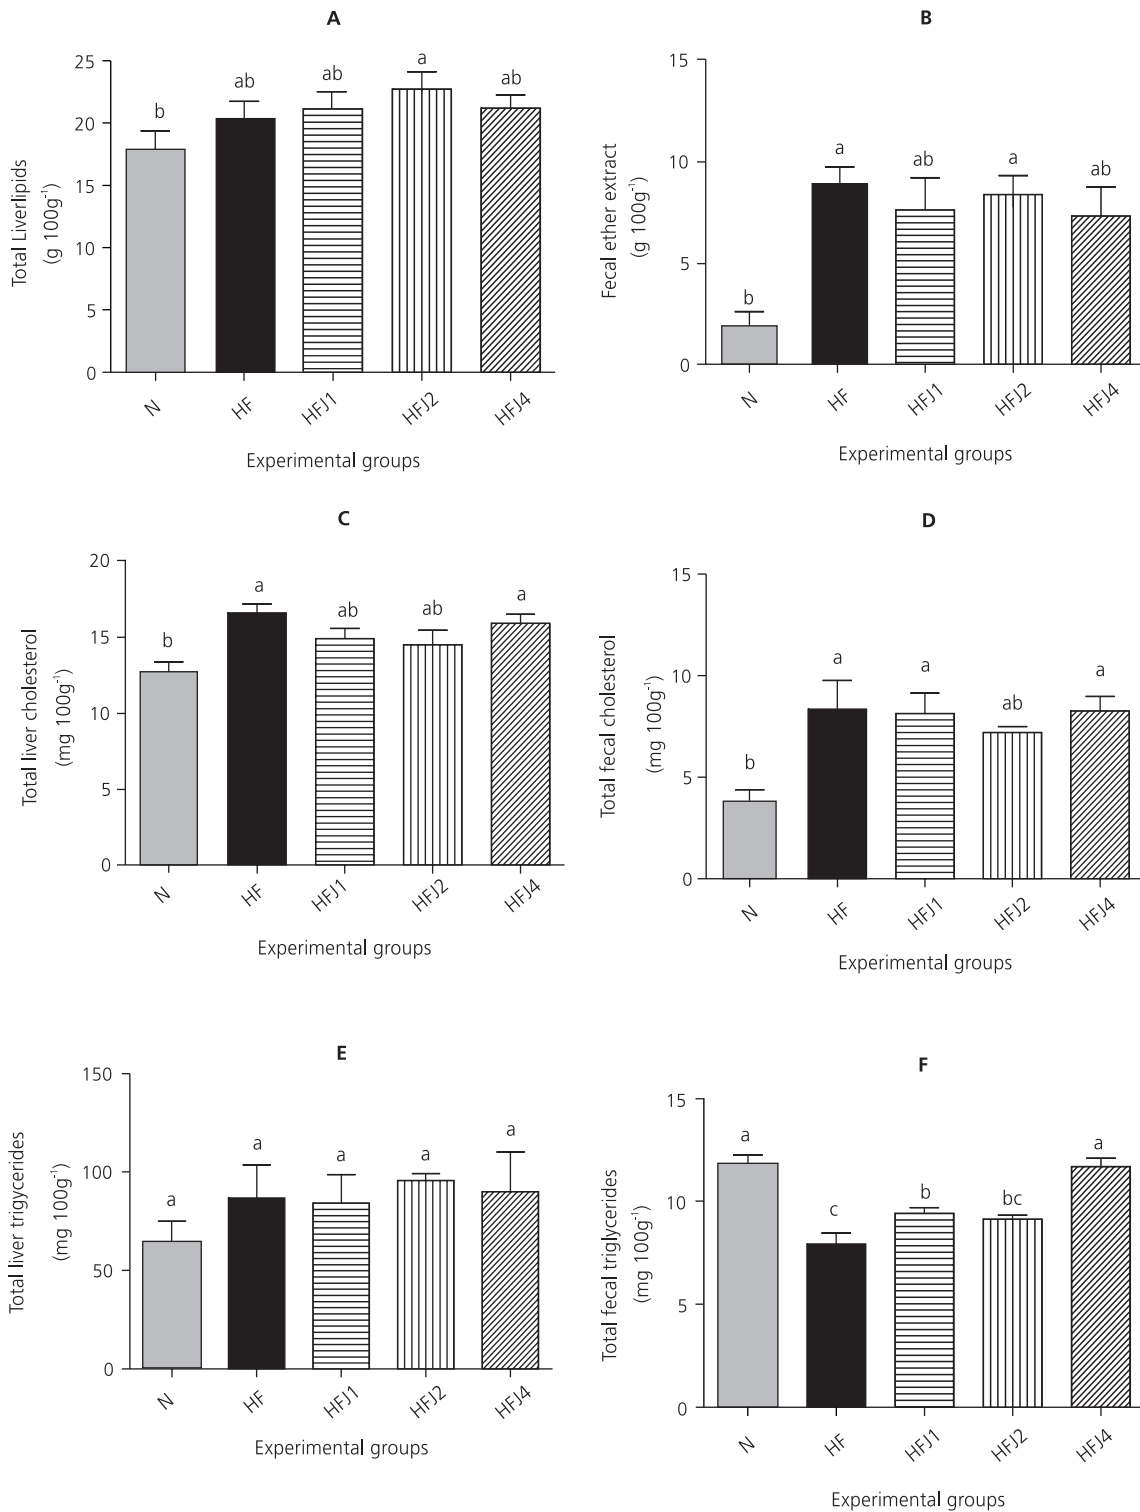 A
Total Liverlipids
(g 100g-1)
25
20
15
10
5
0
b
ab
ab
a
ab
N
HF
HFJ1
HFJ2
HFJ4
Experimental groups
B
Fecal ether extract
(g 100g-1)
15
10
5
0
b
a
ab
a
ab
N
HF
HFJ1
HFJ2
HFJ4
Experimental groups
C
Total liver cholesterol
(mg 100g-1)
20
15
10
5
0
b
a
ab
ab
a
N
HF
HFJ1
HFJ2
HFJ4
Experimental groups
D
Total fecal cholesterol
(mg 100g-1)
15
10
5
0
b
a
a
ab
a
N
HF
HFJ1
HFJ2
HFJ4
Experimental groups
E
Total liver trigycerides
(mg 100g-1)
150
100
50
0
a
a
a
a
a
N
HF
HFJ1
HFJ2
HFJ4
Experimental groups
F
Total fecal triglycerides
(mg 100g-1)
15
10
5
0
a
c
b
bc
a
N
HF
HFJ1
HFJ2
HFJ4
Experimental groups